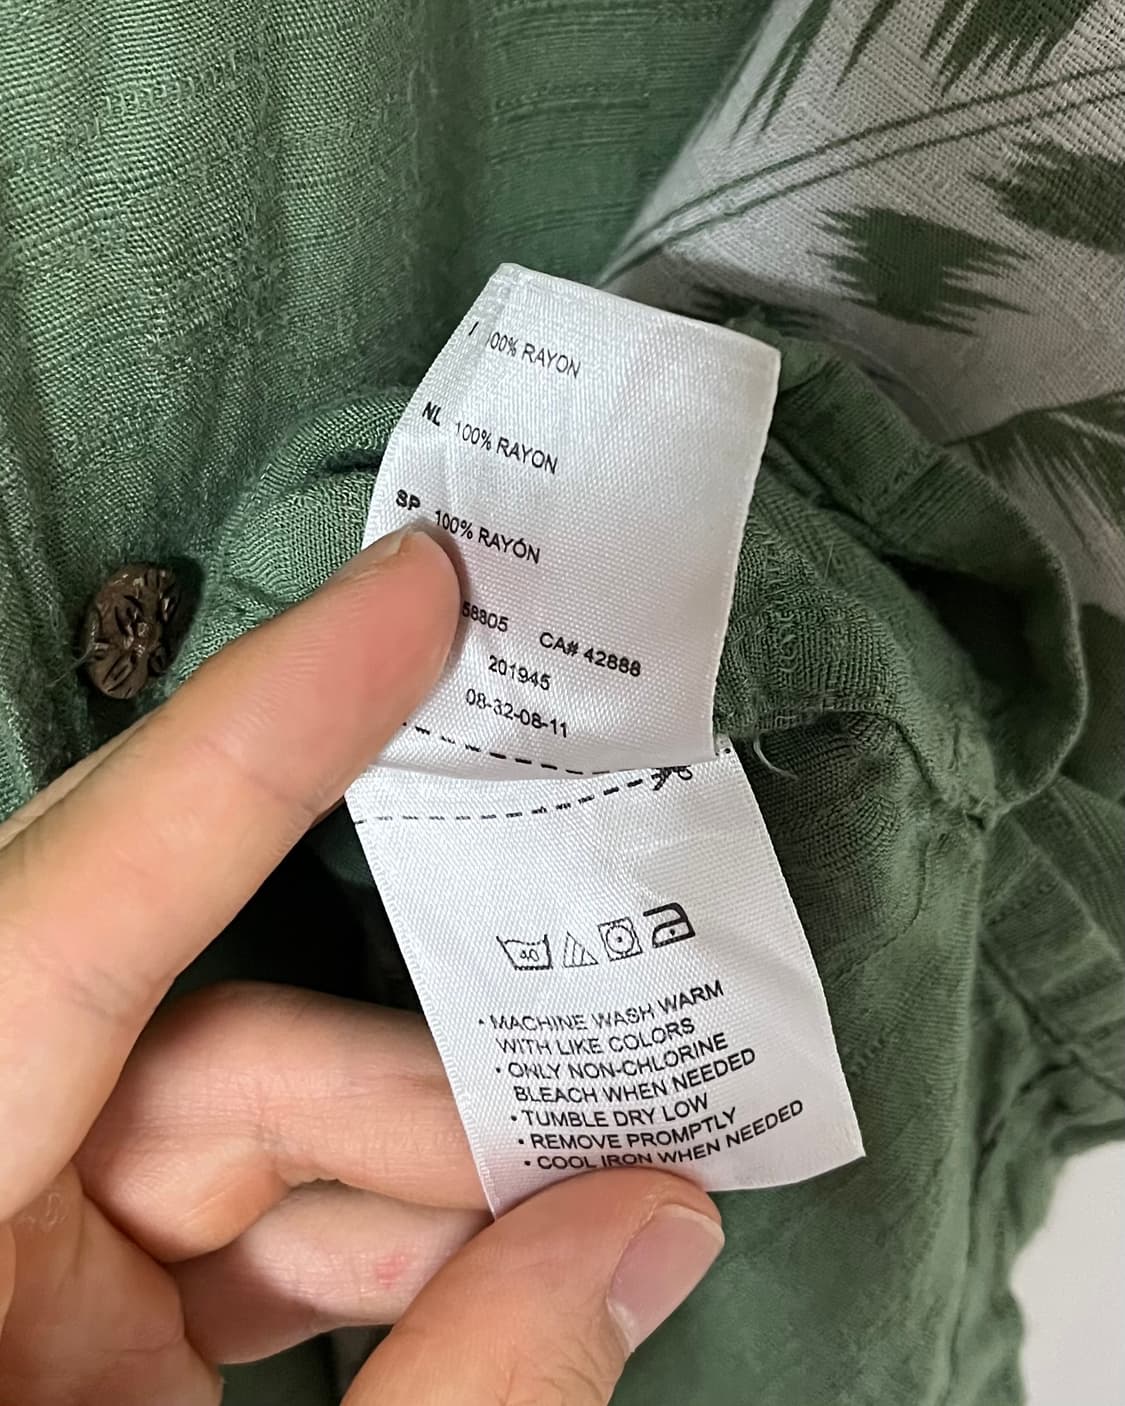 I 100% RAYON
NL 100% RAYON
SP 100% RAYÓN
58805 CA# 42888
201945
08-32-08-11
40
• MACHINE WASH WARM
WITH LIKE COLORS
• ONLY NON-CHLORINE
BLEACH WHEN NEEDED
• TUMBLE DRY LOW
• REMOVE PROMPTLY
• COOL IRON WHEN NEEDED